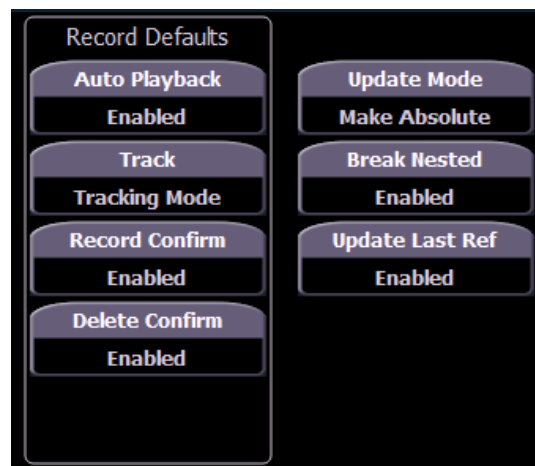 Record Defaults
Auto Playback
Enabled
Track
Tracking Mode
Record Confirm
Enabled
Delete Confirm
Enabled
Update Mode
Make Absolute
Break Nested
Enabled
Update Last Ref
Enabled